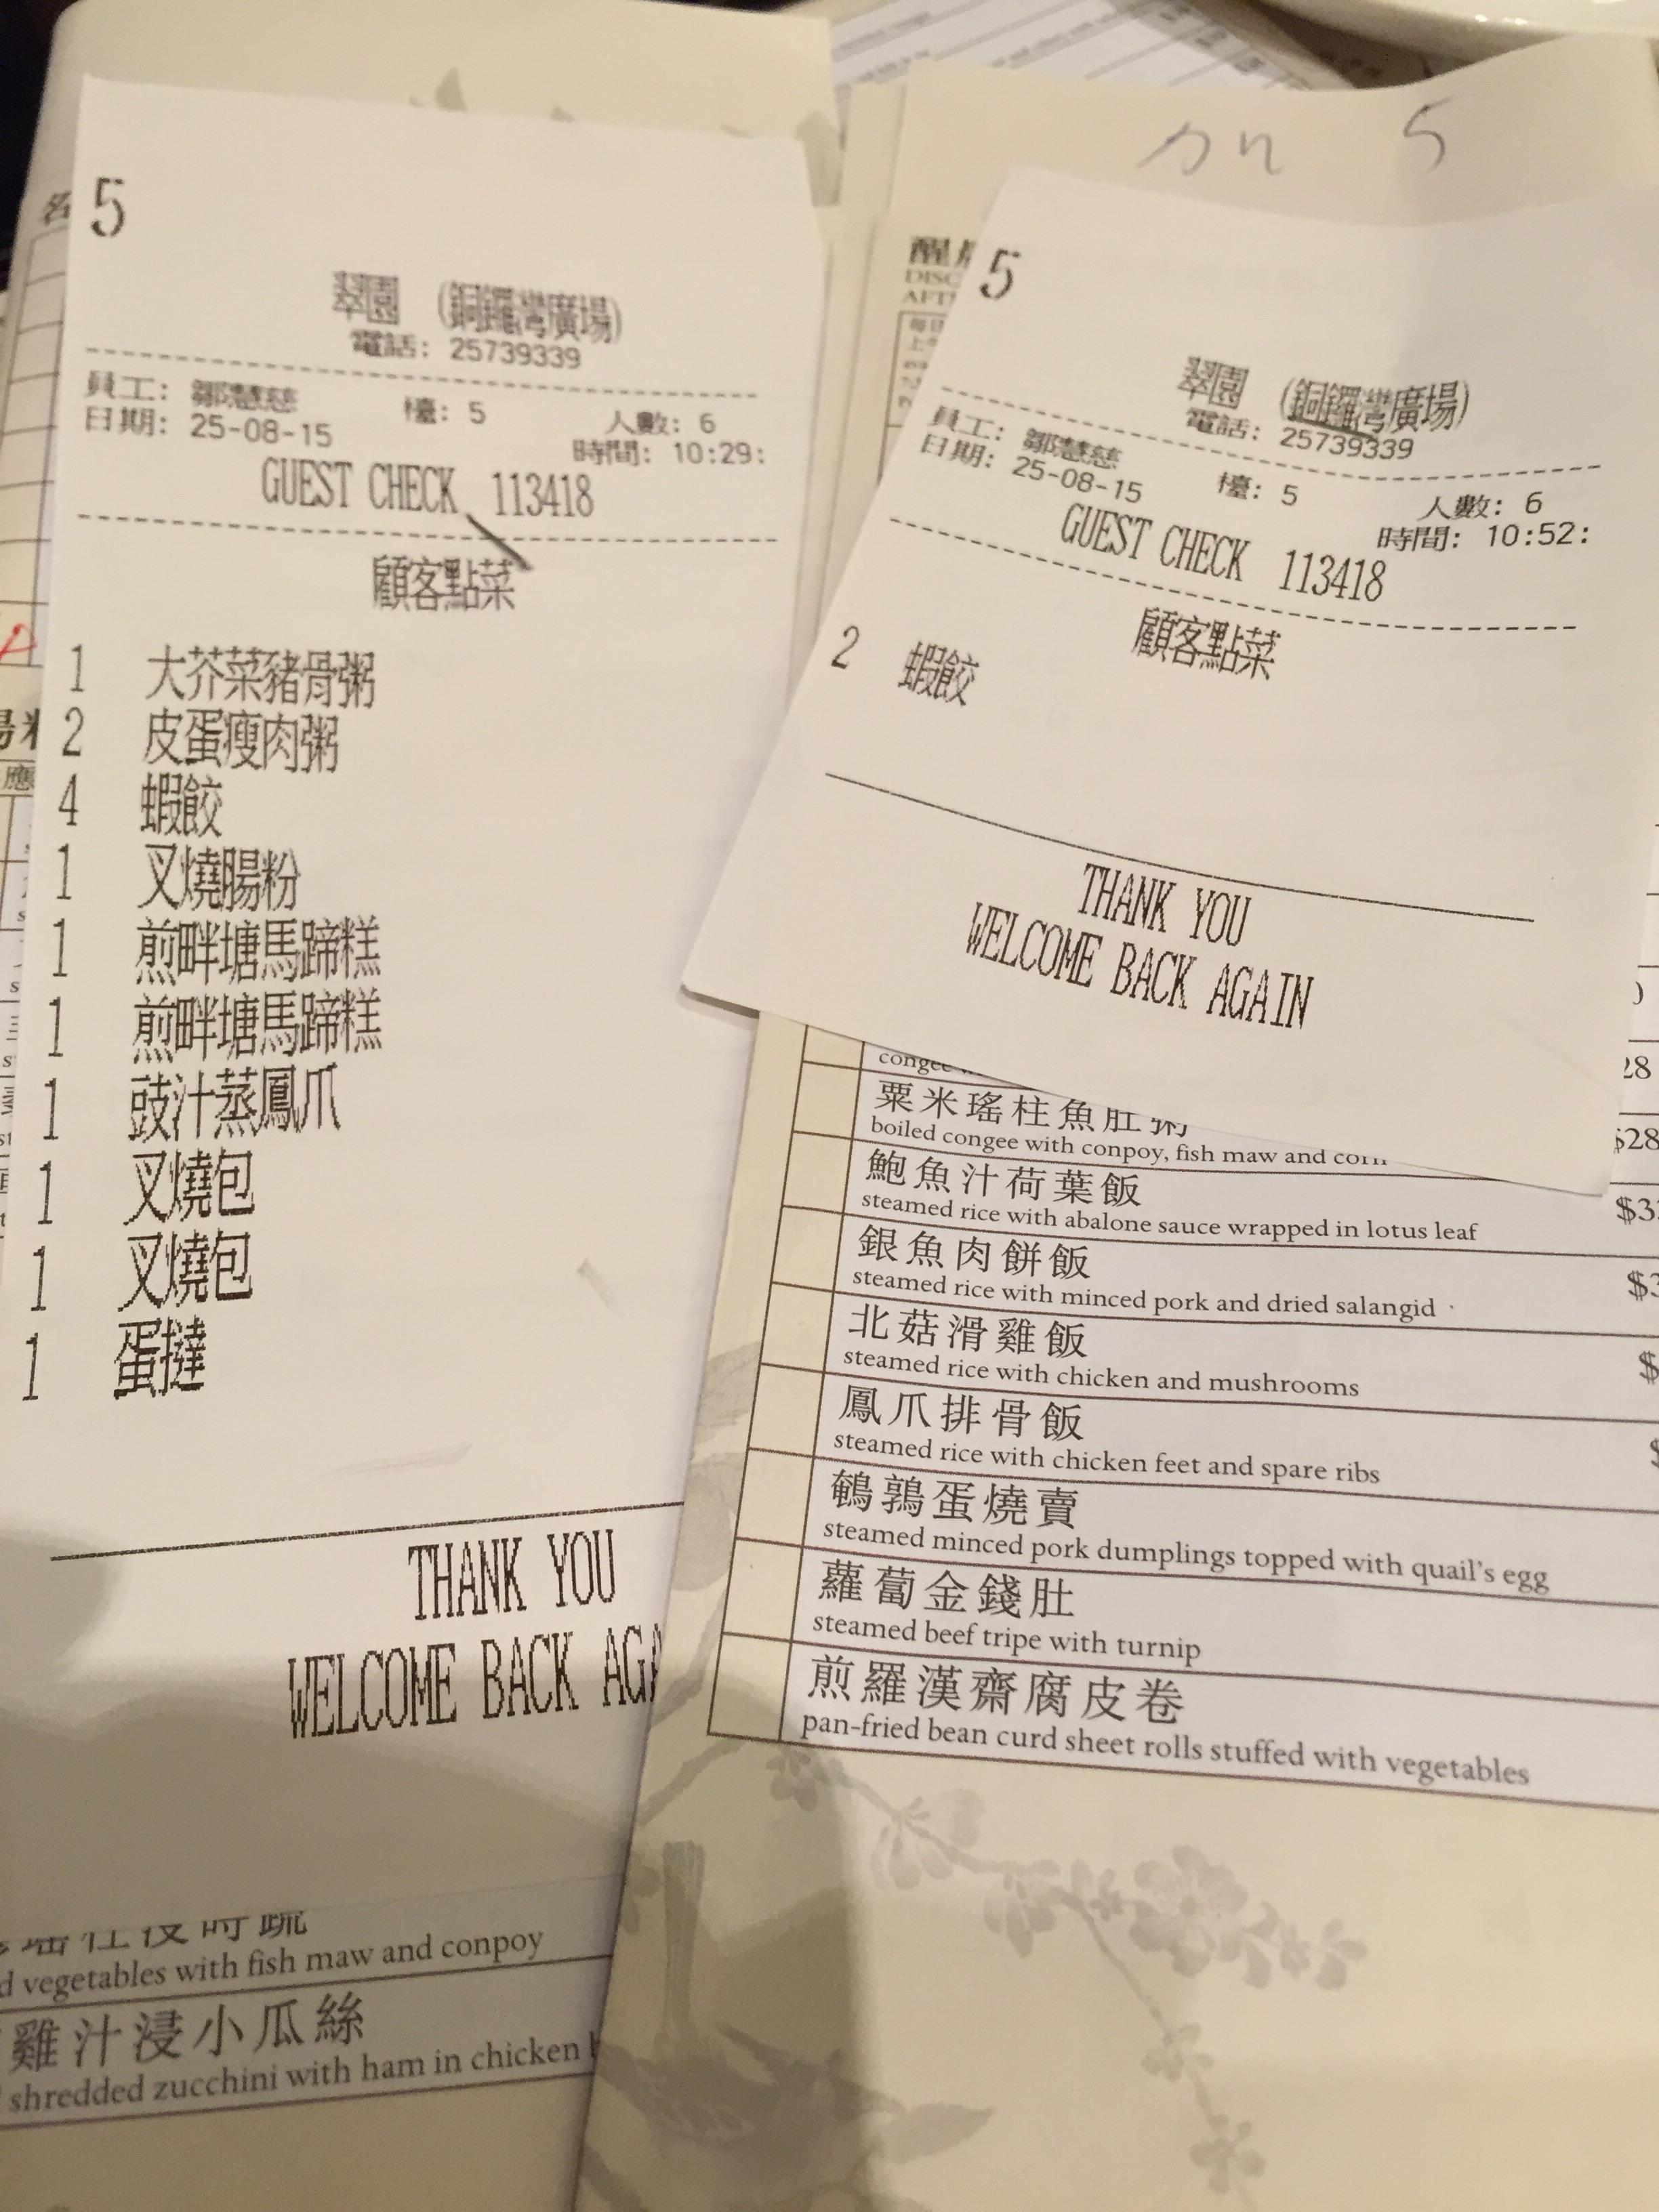 5
翠園 (銅鑼灣廣場)
電話: 25739339
員工: 鄒慧慈 檯: 5 人數: 6
日期: 25-08-15 時間: 10:29:
GUEST CHECK 113418
顧客點菜
1 大芥菜豬骨粥
2 皮蛋瘦肉粥
4 蝦餃
1 叉燒腸粉
1 煎畔塘馬蹄糕
1 煎畔塘馬蹄糕
1 豉汁蒸鳳爪
1 叉燒包
1 叉燒包
1 蛋撻
THANK YOU
WELCOME BACK AGA
vegetables with fish maw and conpoy
雞汁浸小瓜絲
shredded zucchini with ham in chicken
加 5
5
翠園 (銅鑼灣廣場)
電話: 25739339
員工: 鄒慧慈 檯: 5 人數: 6
日期: 25-08-15 時間: 10:52:
GUEST CHECK 113418
顧客點菜
2 蝦餃
THANK YOU
WELCOME BACK AGAIN
醒
DISC
AFT
congee
粟米瑤柱魚肚粥
boiled congee with conpoy, fish maw and corn $28
鮑魚汁荷葉飯
steamed rice with abalone sauce wrapped in lotus leaf
銀魚肉餅飯
steamed rice with minced pork and dried salangid
北菇滑雞飯
steamed rice with chicken and mushrooms
鳳爪排骨飯
steamed rice with chicken feet and spare ribs
鵪鶉蛋燒賣
steamed minced pork dumplings topped with quail's egg
蘿蔔金錢肚
steamed beef tripe with turnip
煎羅漢齋腐皮卷
pan-fried bean curd sheet rolls stuffed with vegetables